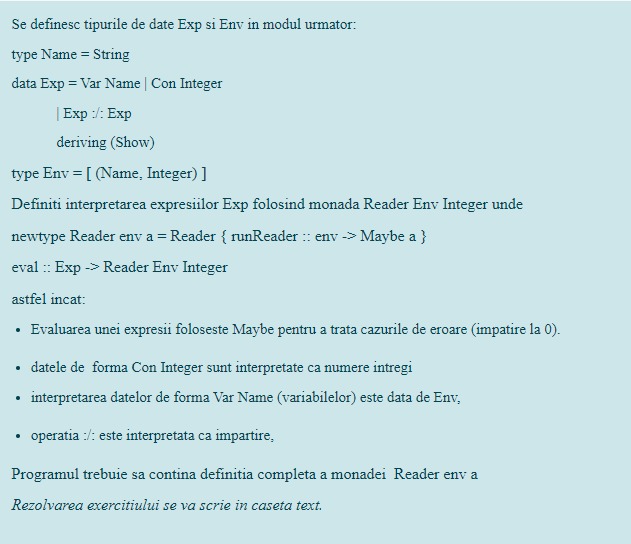 Se definesc tipurile de date Exp si Env in modul urmator:
type Name = String
data Exp = Var Name | Con Integer
| Exp :/: Exp
deriving (Show)
type Env = [ (Name, Integer) ]
Definiti interpretarea expresiilor Exp folosind monada Reader Env Integer unde
newtype Reader env a = Reader { runReader :: env -> Maybe a }
eval :: Exp -> Reader Env Integer
astfel incat:
• Evaluarea unei expresii foloseste Maybe pentru a trata cazurile de eroare (impatire la 0).
• datele de forma Con Integer sunt interpretate ca numere intregi
• interpretarea datelor de forma Var Name (variabilelor) este data de Env,
• operatia :/: este interpretata ca impartire,
Programul trebuie sa contina definitia completa a monadei Reader env a
Rezolvarea exercitiului se va scrie in caseta text.